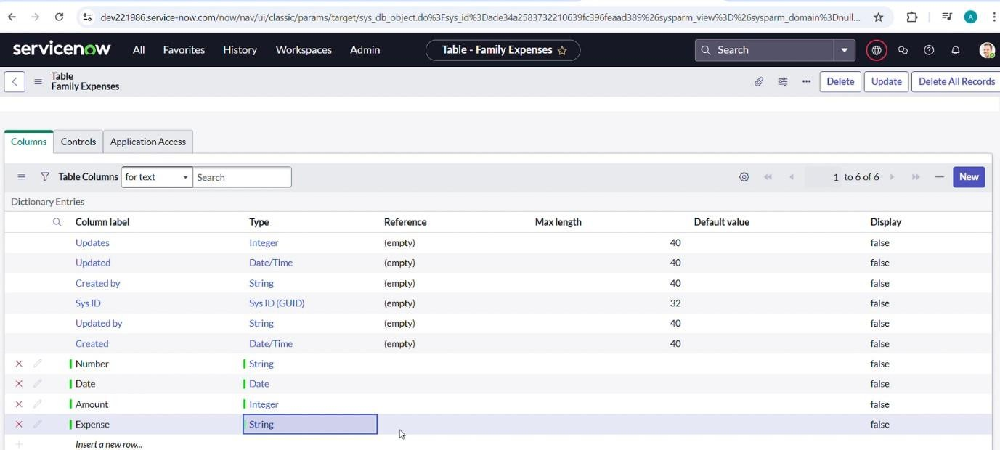 dev221986.service-now.com/now/nav/ui/classic/params/target/sys_db_object.do%3Fsys_id%3Dade34a2583732210639fc396feaad389%26sysparm_view%3D%26sysparm_domain%3Dnull...
A
servicenow All Favorites History Workspaces Admin Table - Family Expenses Search
Table
Family Expenses
Delete Update Delete All Records
Columns Controls Application Access
Table Columns for text Search 1 to 6 of 6 New
Dictionary Entries
Column label Type Reference Max length Default value Display
Updates Integer (empty) 40 false
Updated Date/Time (empty) 40 false
Created by String (empty) 40 false
Sys ID Sys ID (GUID) (empty) 32 false
Updated by String (empty) 40 false
Created Date/Time (empty) 40 false
Number String false
Date Date false
Amount Integer false
Expense String false
Insert a new row...